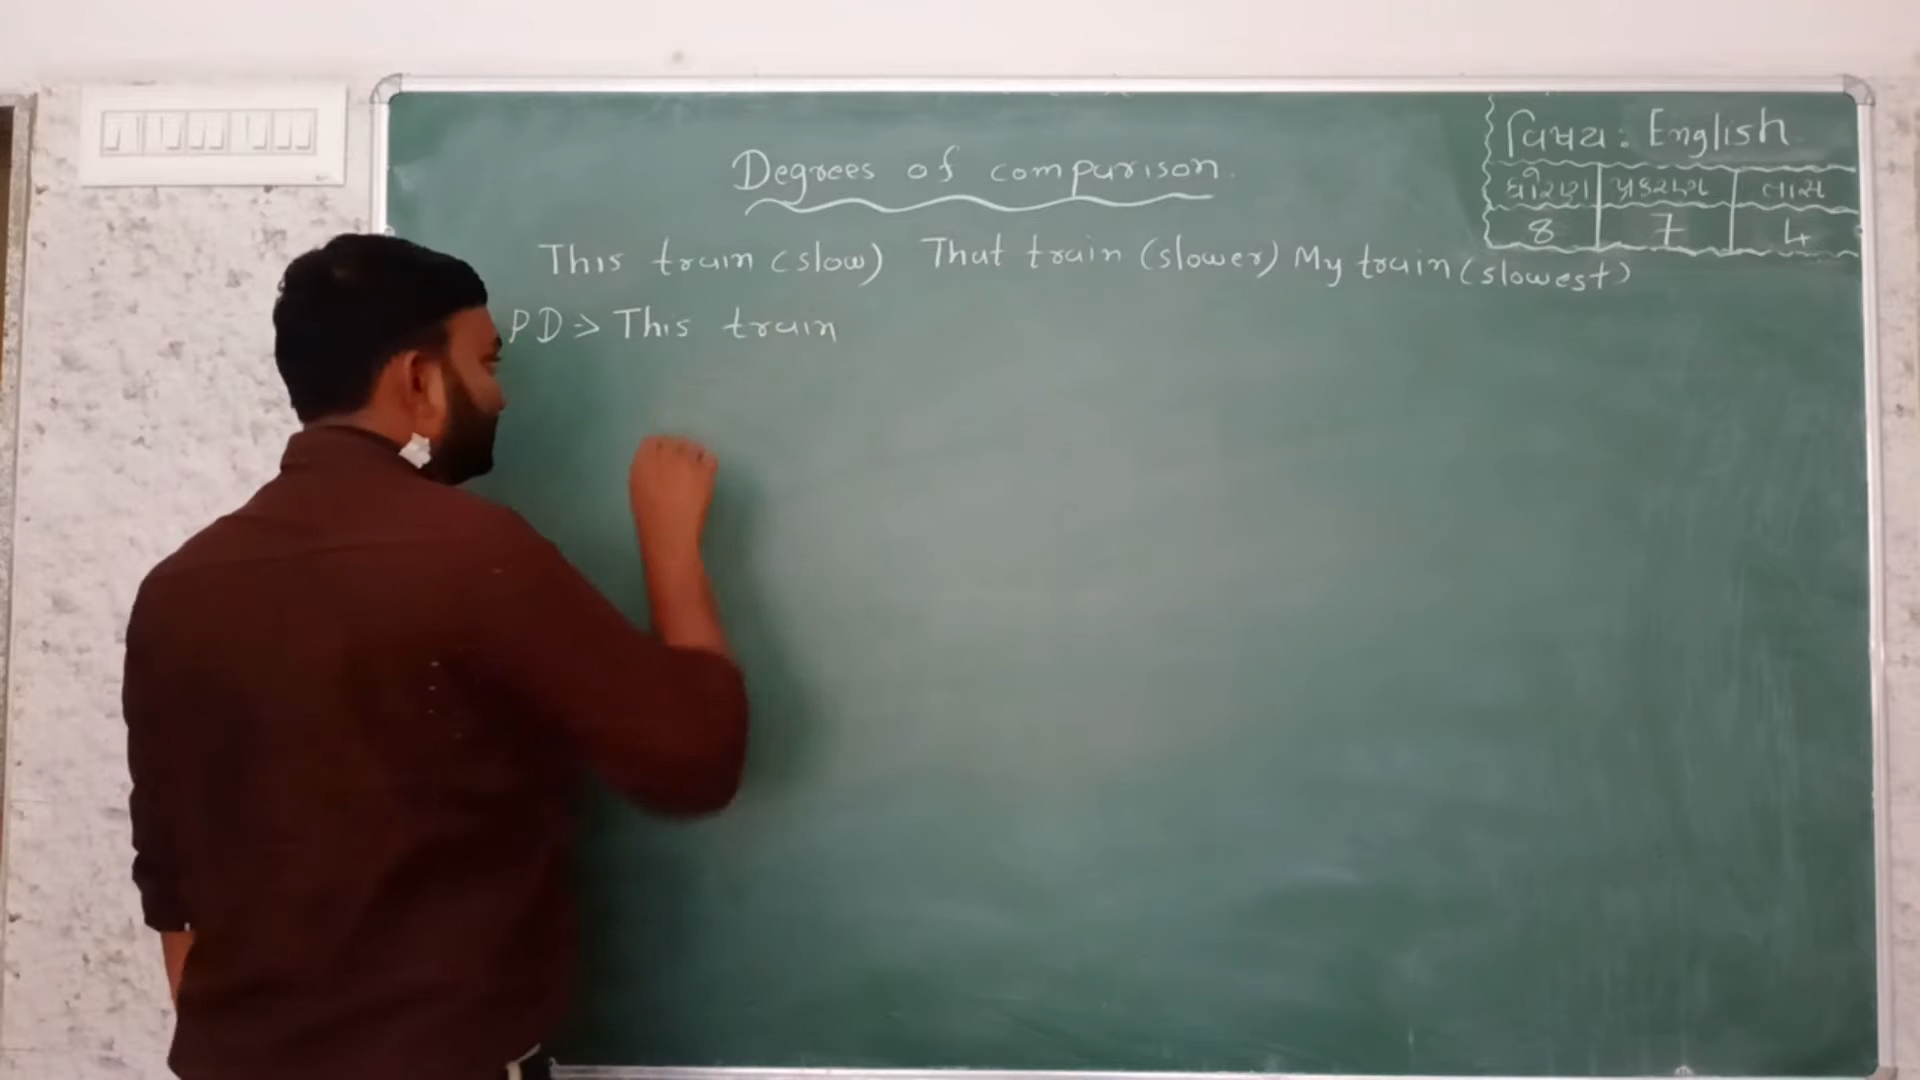 Degrees of comparison.
વિષય : English
ધોરણ પ્રકરણ તાસ
8 7 4
This train (slow) That train (slower) My train (slowest)
PD => This train